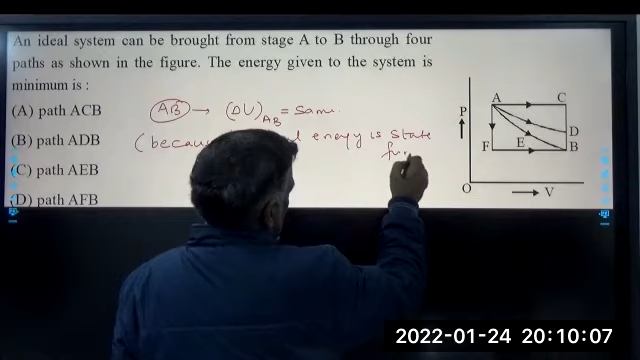 An ideal system can be brought from stage A to B through four
paths as shown in the figure. The energy given to the system is
minimum is :
(A) path ACB
AB → (ΔU)AB = same.
(B) path ADB
(because energy is state
(C) path AEB
(D) path AFB
P
A
C
D
F
E
B
O
V
2022-01-24 20:10:07